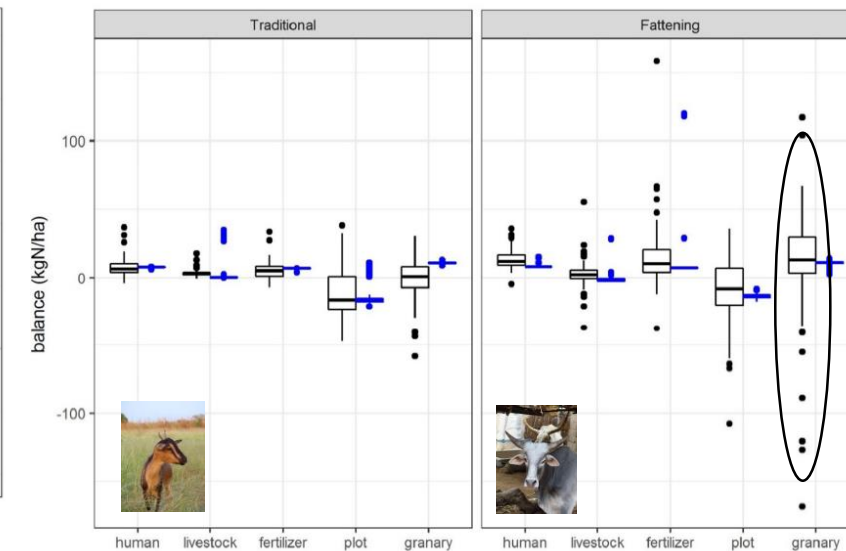 Traditional
Fattening
balance (kgN/ha)
100
0
-100
human livestock fertilizer plot granary
human livestock fertilizer plot granary